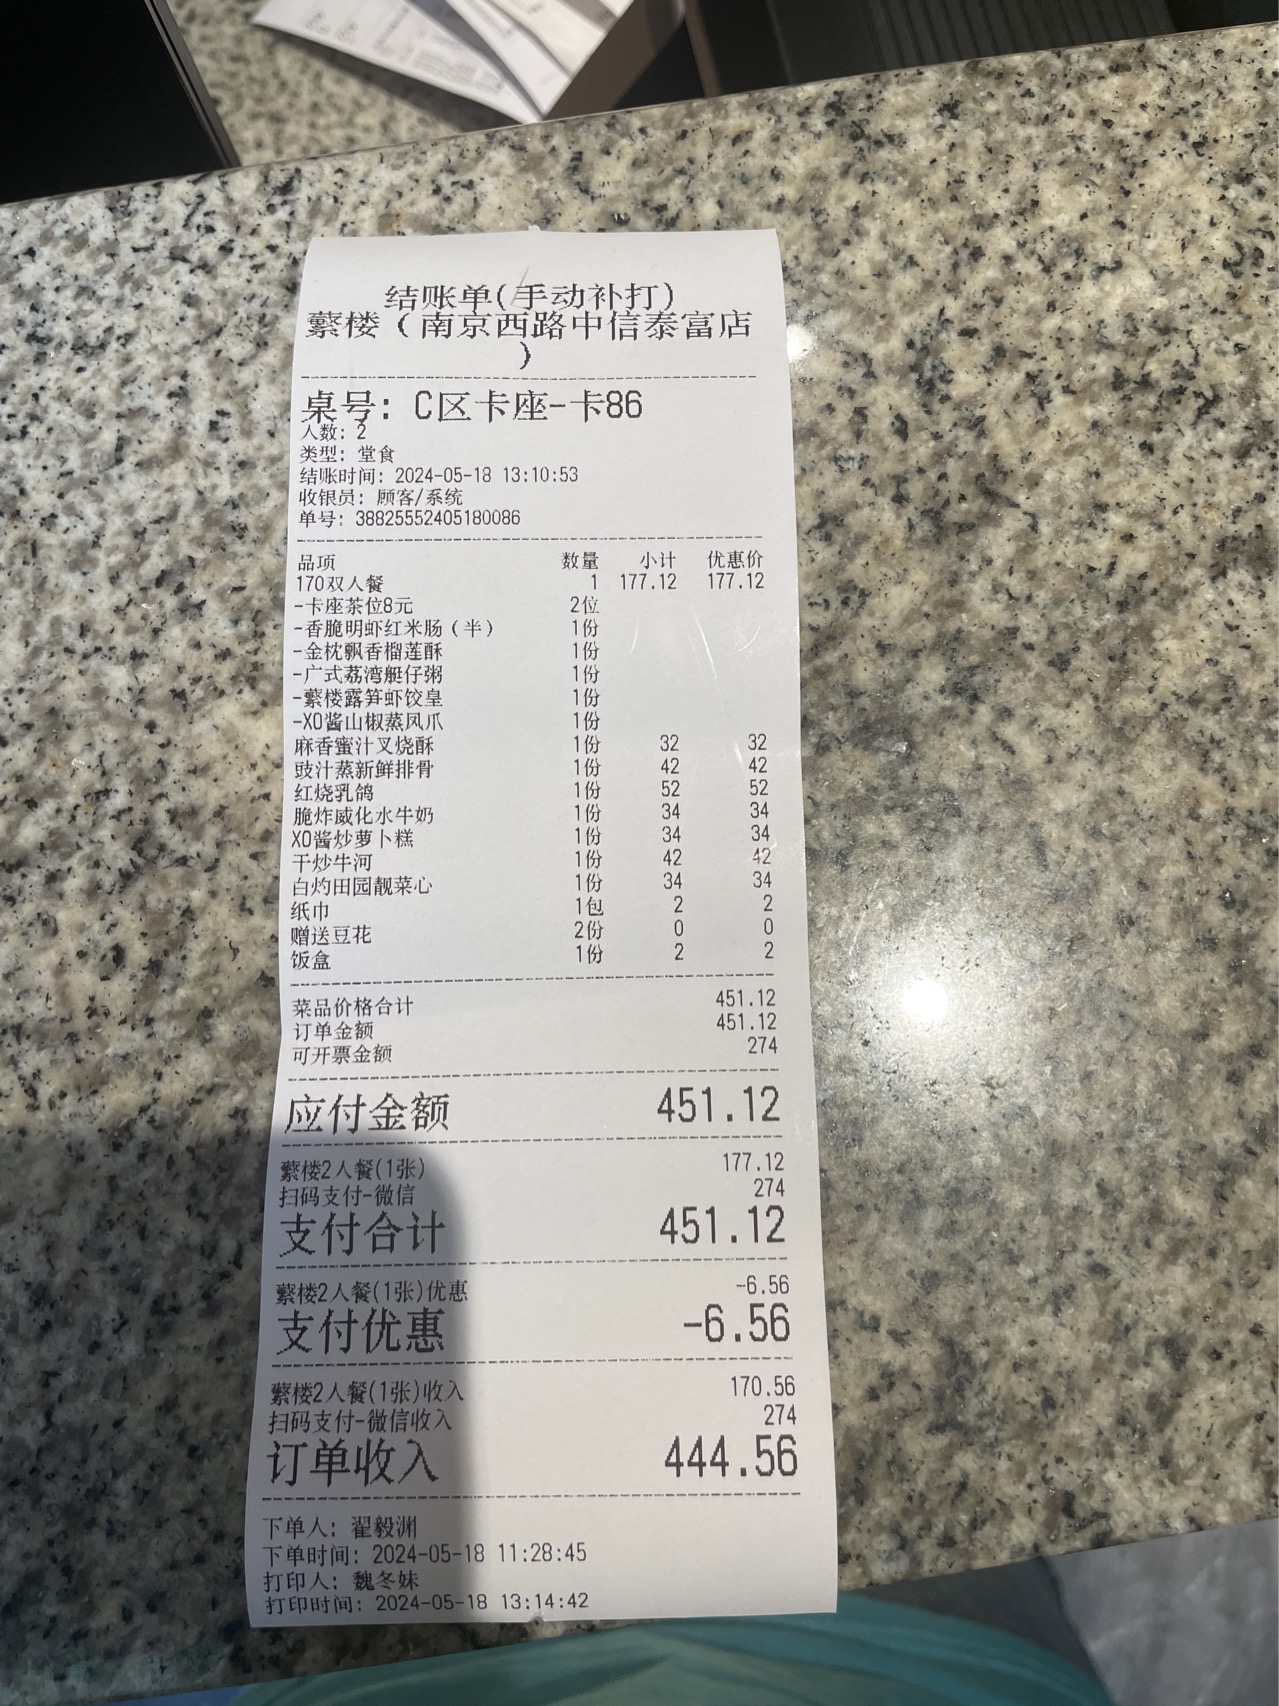 结账单(手动补打)
蘩楼（南京西路中信泰富店
）
桌号: C区卡座-卡86
人数: 2
类型: 堂食
结账时间: 2024-05-18 13:10:53
收银员: 顾客/系统
单号: 38825552405180086
品项 数量 小计 优惠价
170双人餐 1 177.12 177.12
-卡座茶位8元 2位
-香脆明虾红米肠（半） 1份
-金枕飘香榴莲酥 1份
-广式荔湾艇仔粥 1份
-蘩楼露笋虾饺皇 1份
-XO酱山椒蒸凤爪 1份
麻香蜜汁叉烧酥 1份 32 32
豉汁蒸新鲜排骨 1份 42 42
红烧乳鸽 1份 52 52
脆炸威化水牛奶 1份 34 34
XO酱炒萝卜糕 1份 34 34
干炒牛河 1份 42 42
白灼田园靓菜心 1份 34 34
纸巾 1包 2 2
赠送豆花 2份 0 0
饭盒 1份 2 2
菜品价格合计 451.12
订单金额 451.12
可开票金额 274
应付金额 451.12
蘩楼2人餐(1张) 177.12
扫码支付-微信 274
支付合计 451.12
蘩楼2人餐(1张)优惠 -6.56
支付优惠 -6.56
蘩楼2人餐(1张)收入 170.56
扫码支付-微信收入 274
订单收入 444.56
下单人: 翟毅渊
下单时间: 2024-05-18 11:28:45
打印人: 魏冬妹
打印时间: 2024-05-18 13:14:42